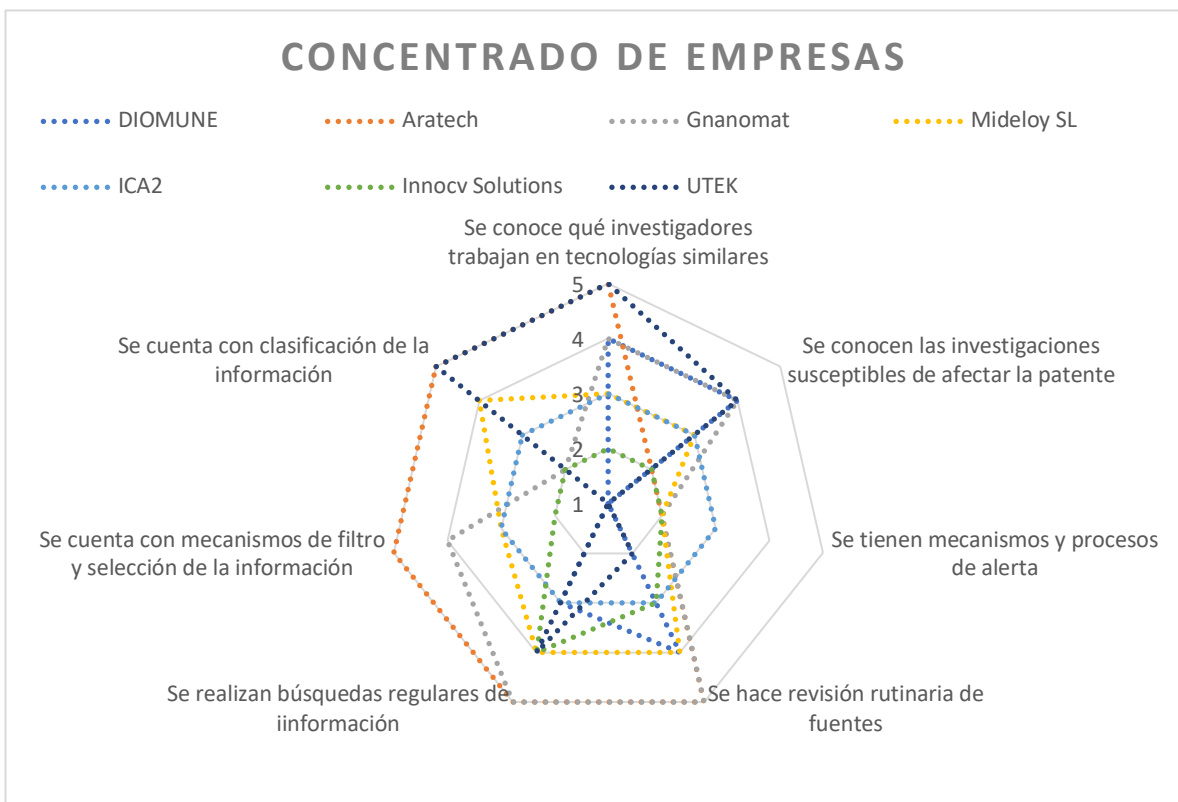 CONCENTRADO DE EMPRESAS
DIOMUNE
Aratech
Gnanomat
Mideloy SL
ICA2
Innocv Solutions
UTEK
Se conoce qué investigadores
trabajan en tecnologías similares
5
4
3
2
1
Se conocen las investigaciones
susceptibles de afectar la patente
Se tienen mecanismos y procesos
de alerta
Se hace revisión rutinaria de
fuentes
Se realizan búsquedas regulares de
iinformación
Se cuenta con mecanismos de filtro
y selección de la información
Se cuenta con clasificación de la
información